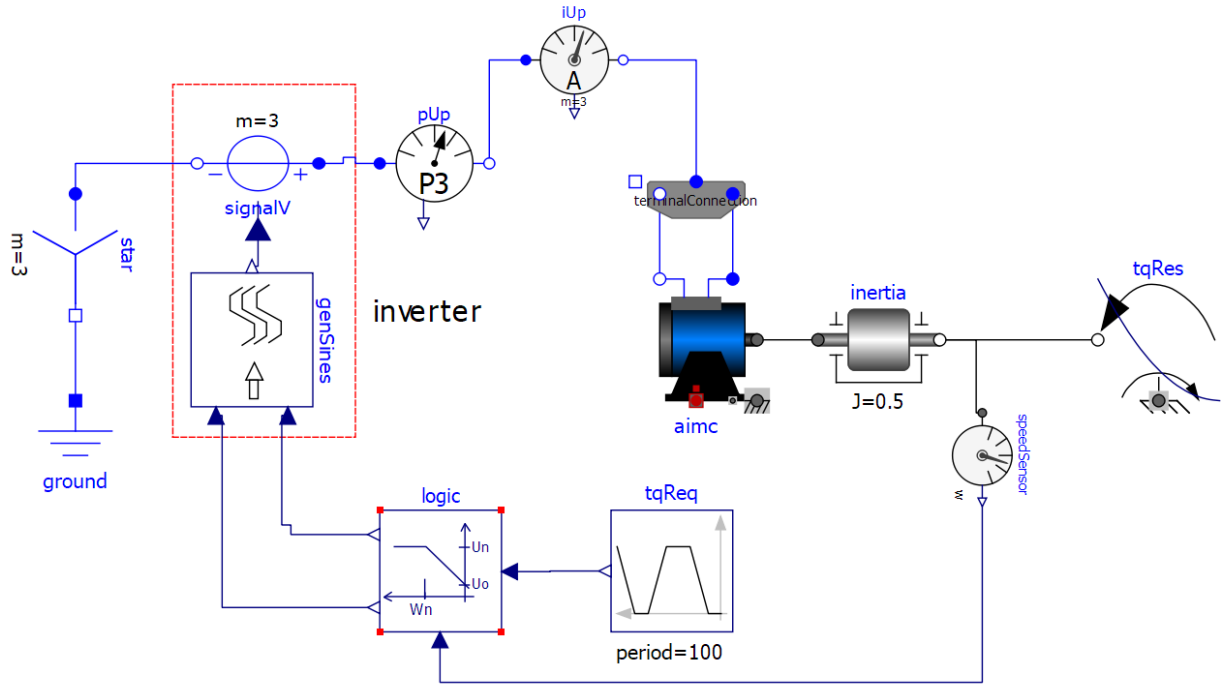 iUp
A
m=3
m=3
pUp
P3
−
+
signalV
terminalConnection
m=3
star
tqRes
genSines
inverter
inertia
J=0.5
aimc
ground
speedSensor
w
logic
Un
Uo
Wn
tqReq
period=100